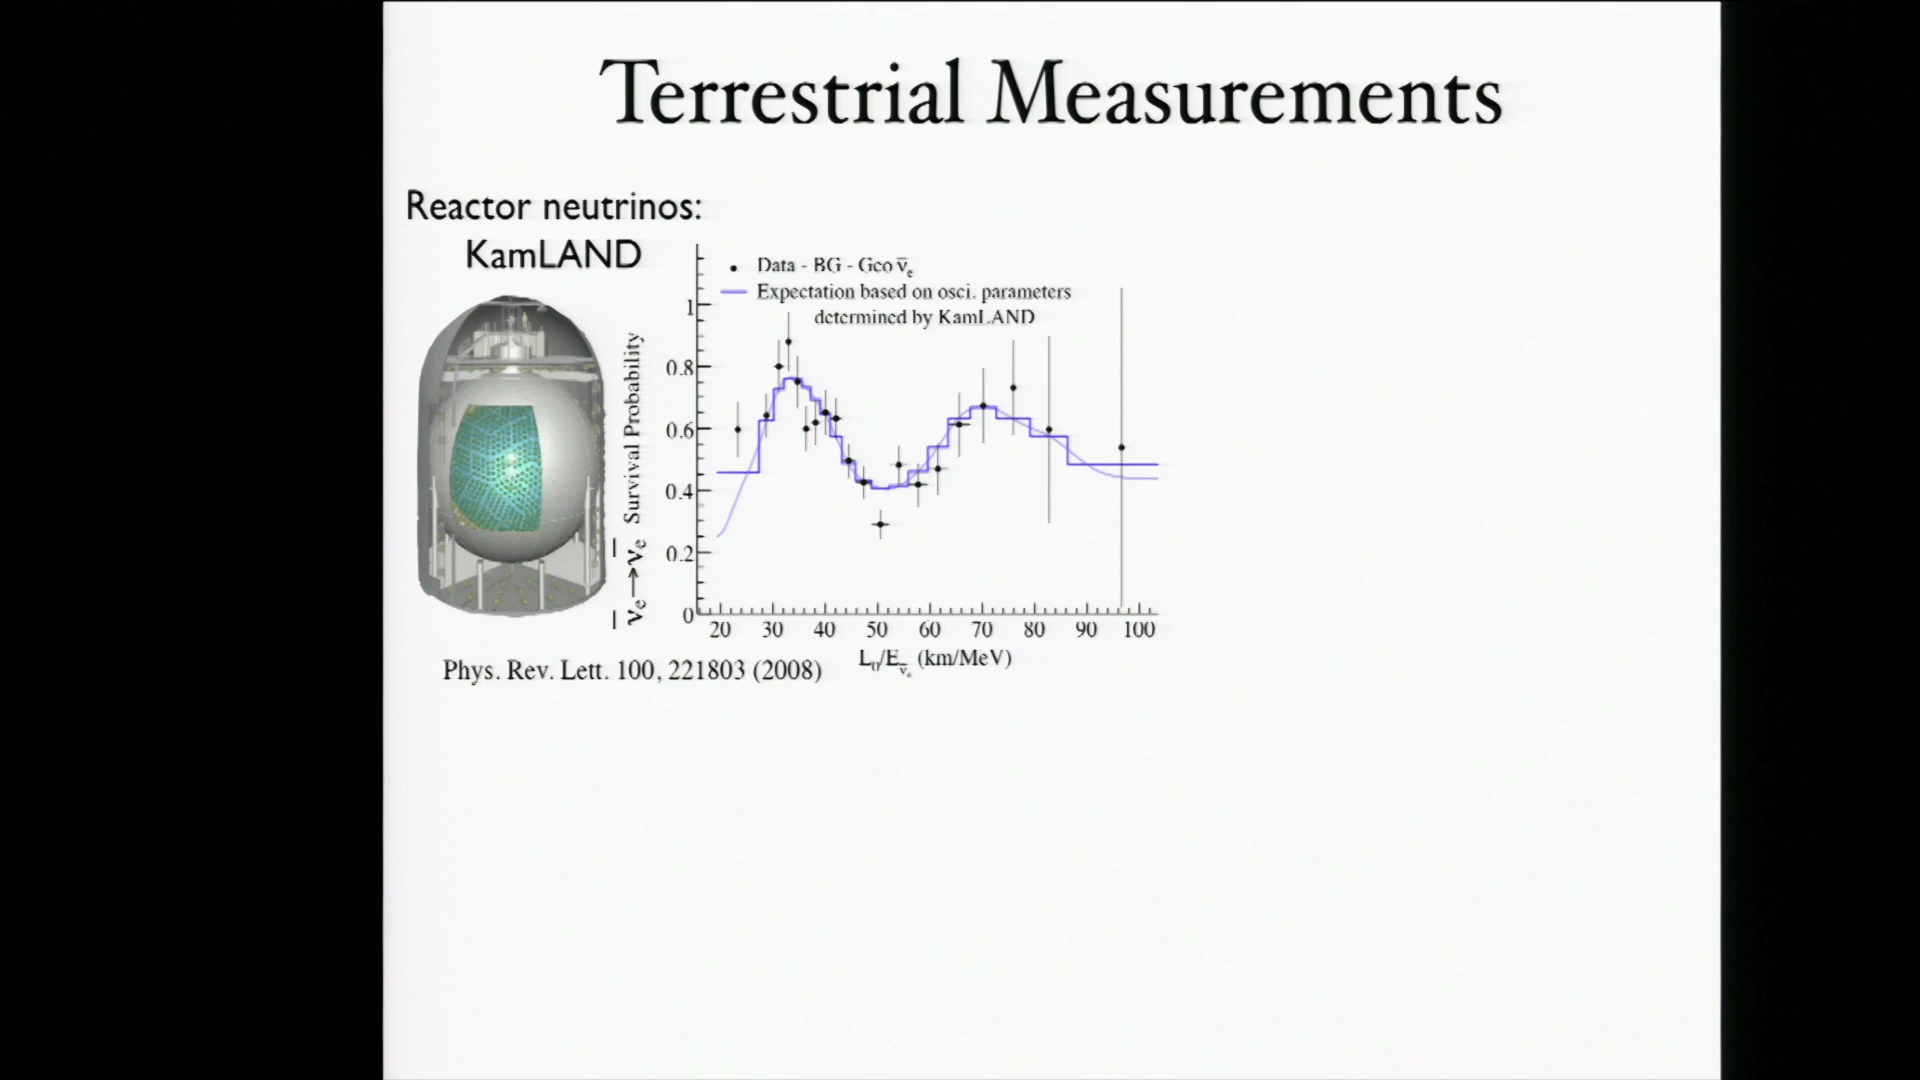 Terrestrial Measurements
Reactor neutrinos:
KamLAND
Data - BG - Geo ν̄e
Expectation based on osci. parameters
determined by KamLAND
ν̄e→ν̄e Survival Probability
1
0.8
0.6
0.4
0.2
0
20 30 40 50 60 70 80 90 100
L0/Eν̄e (km/MeV)
Phys. Rev. Lett. 100, 221803 (2008)